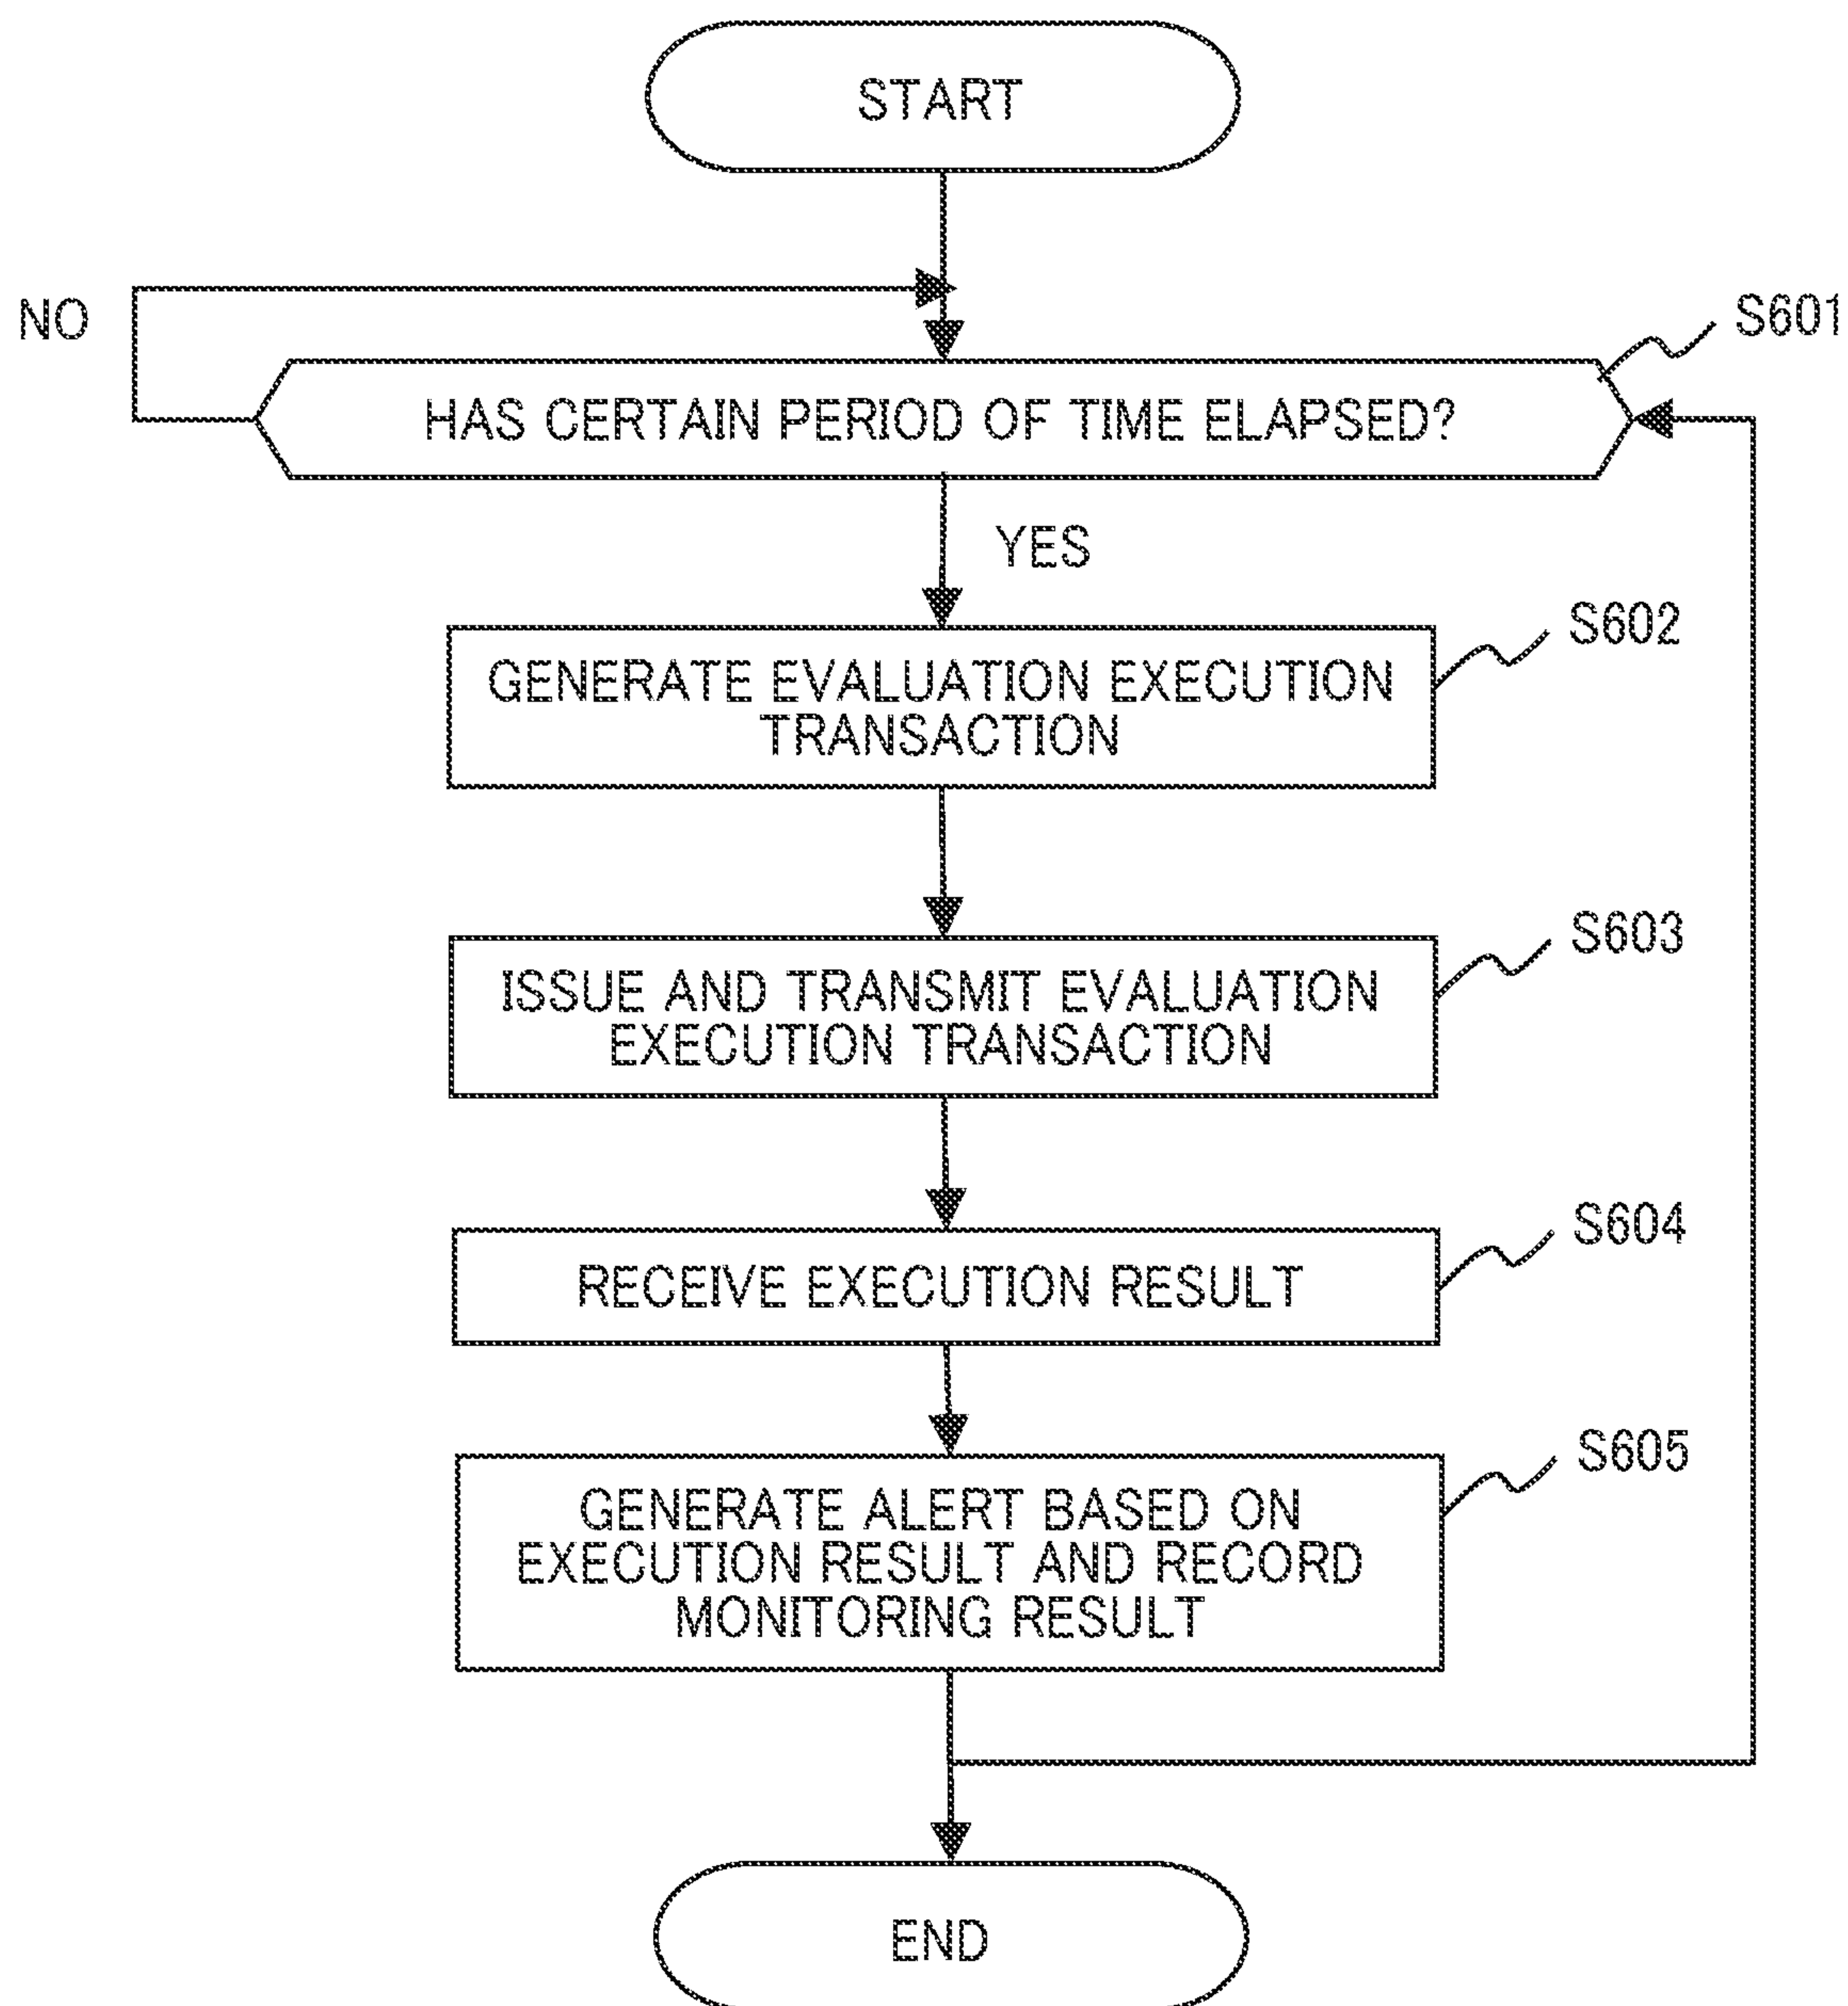 START
NO
S601
HAS CERTAIN PERIOD OF TIME ELAPSED?
YES
S602
GENERATE EVALUATION EXECUTION
TRANSACTION
S603
ISSUE AND TRANSMIT EVALUATION
EXECUTION TRANSACTION
S604
RECEIVE EXECUTION RESULT
S605
GENERATE ALERT BASED ON
EXECUTION RESULT AND RECORD
MONITORING RESULT
END